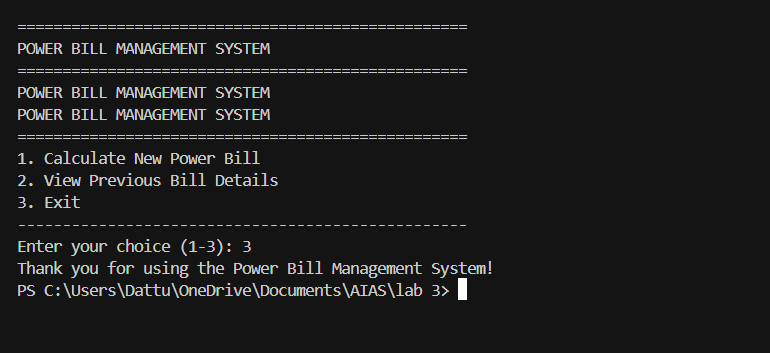 ==================================================
POWER BILL MANAGEMENT SYSTEM
==================================================
POWER BILL MANAGEMENT SYSTEM
POWER BILL MANAGEMENT SYSTEM
==================================================
1. Calculate New Power Bill
2. View Previous Bill Details
3. Exit
--------------------------------------------------
Enter your choice (1-3): 3
Thank you for using the Power Bill Management System!
PS C:\Users\Dattu\OneDrive\Documents\AIAS\lab 3>